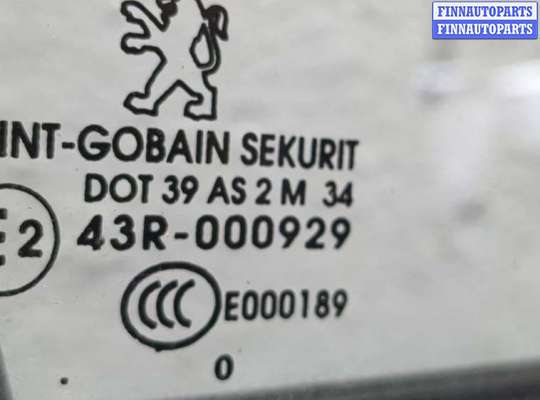 FINNAUTOPARTS
FINNAUTOPARTS
INT-GOBAIN SEKURIT
DOT 39 AS 2 M 34
E2 43R-000929
CCC E000189
0